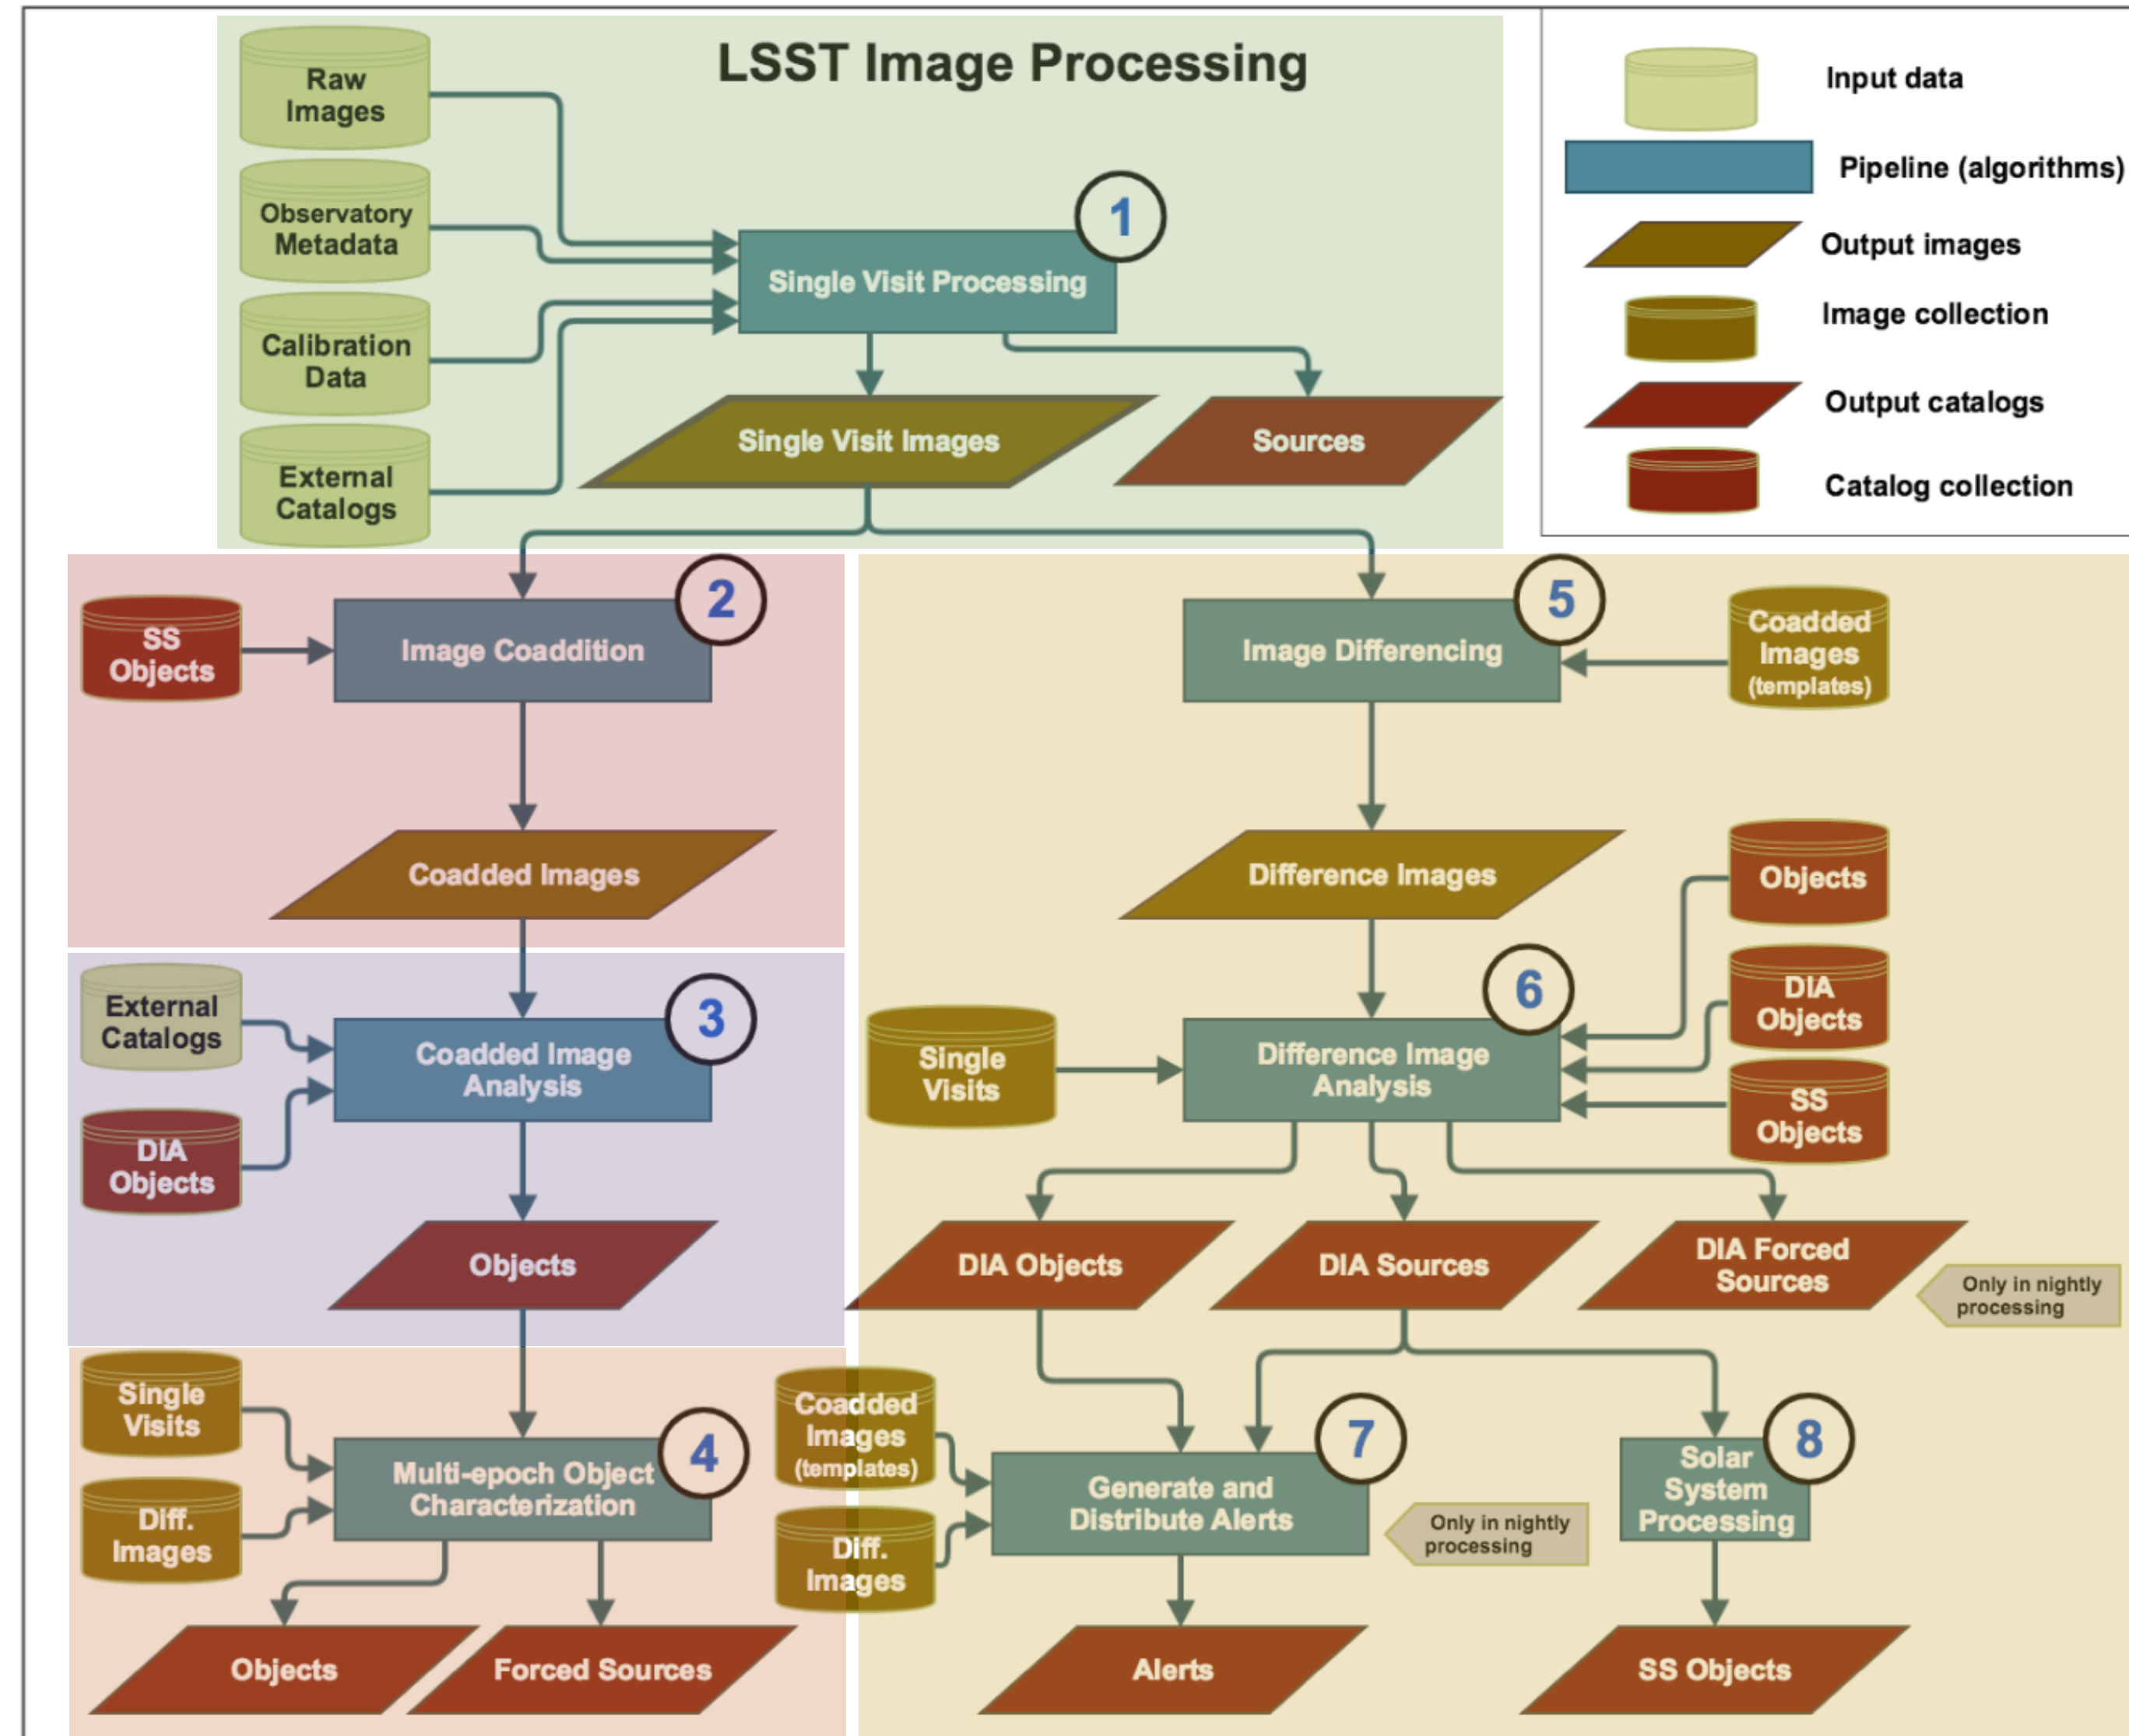 LSST Image Processing
Raw
Images
Observatory
Metadata
Calibration
Data
External
Catalogs
1
Single Visit Processing
Single Visit Images
Sources
Input data
Pipeline (algorithms)
Output images
Image collection
Output catalogs
Catalog collection
2
SS
Objects
Image Coaddition
Coadded Images
3
External
Catalogs
DIA
Objects
Coadded Image
Analysis
Objects
4
Single
Visits
Diff.
Images
Multi-epoch Object
Characterization
Objects
Forced Sources
5
Image Differencing
Coadded
Images
(templates)
Difference Images
Objects
DIA
Objects
SS
Objects
6
Single
Visits
Difference Image
Analysis
DIA Objects
DIA Sources
DIA Forced
Sources
Only in nightly
processing
Coadded
Images
(templates)
Diff.
Images
7
Generate and
Distribute Alerts
Only in nightly
processing
8
Solar
System
Processing
Alerts
SS Objects